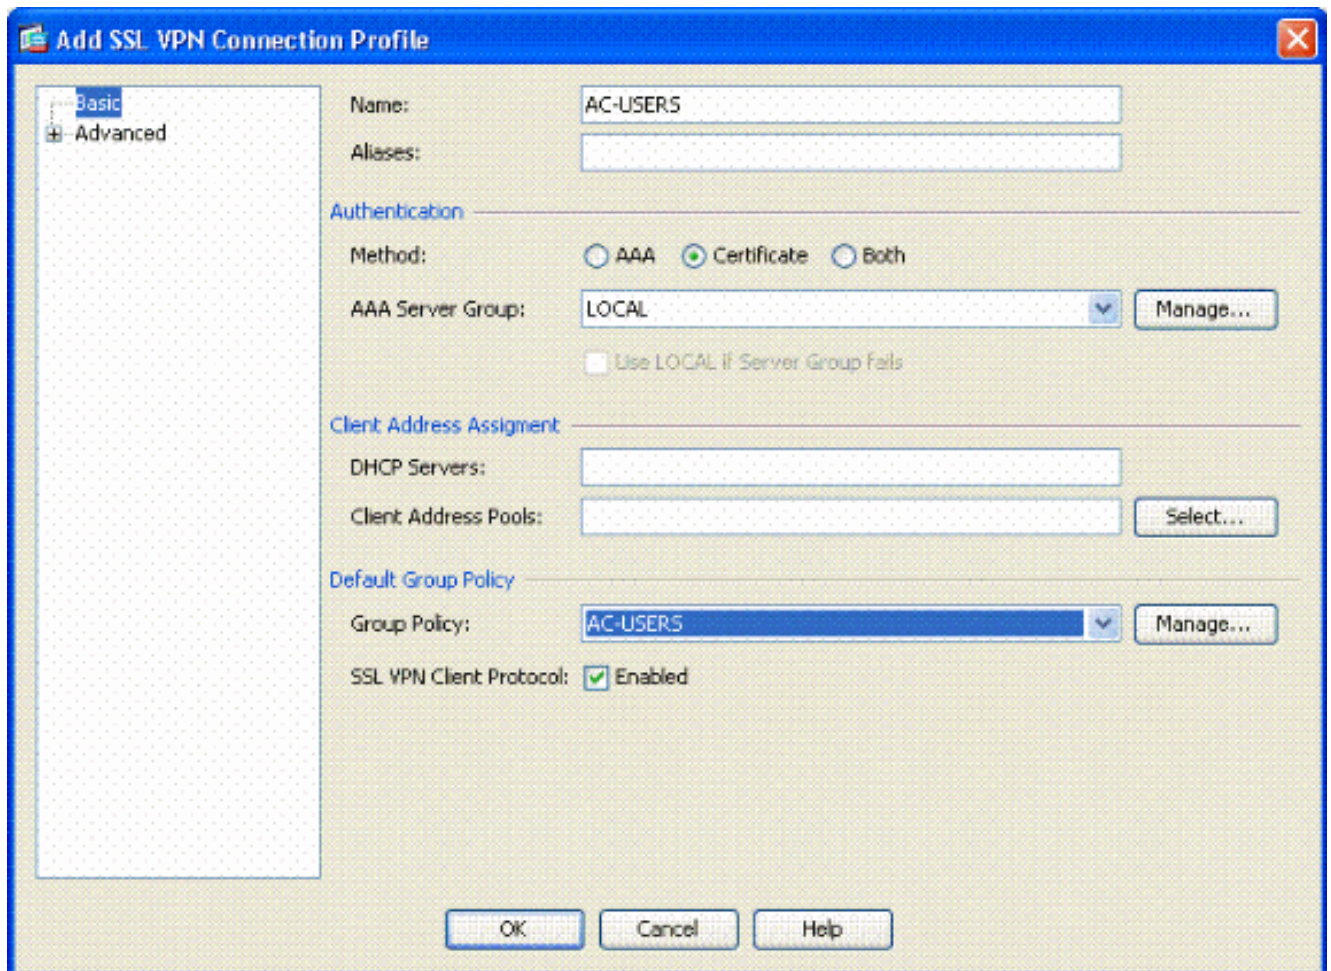 Add SSL VPN Connection Profile
Basic
Advanced
Name: AC-USERS
Aliases:
Authentication
Method: AAA Certificate Both
AAA Server Group: LOCAL Manage...
Use LOCAL if Server Group fails
Client Address Assigment
DHCP Servers:
Client Address Pools: Select...
Default Group Policy
Group Policy: AC-USERS Manage...
SSL VPN Client Protocol: Enabled
OK Cancel Help